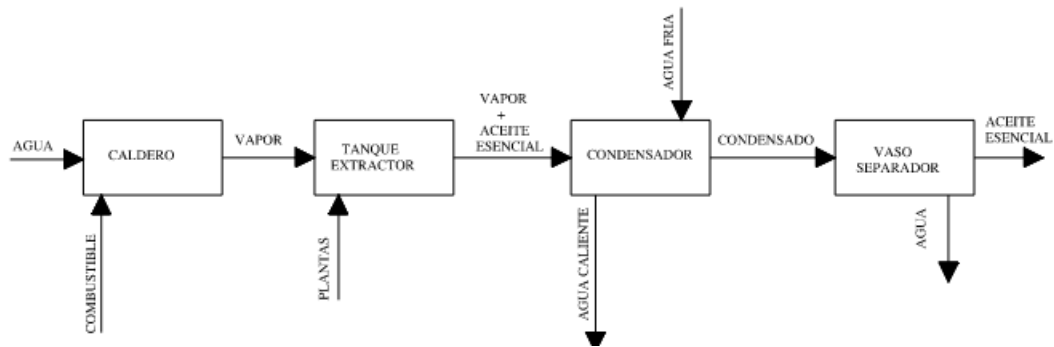 AGUA
COMBUSTIBLE
CALDERO
VAPOR
TANQUE
EXTRACTOR
PLANTAS
VAPOR
+
ACEITE
ESENCIAL
AGUA FRIA
CONDENSADOR
AGUA CALIENTE
CONDENSADO
VASO
SEPARADOR
ACEITE
ESENCIAL
AGUA